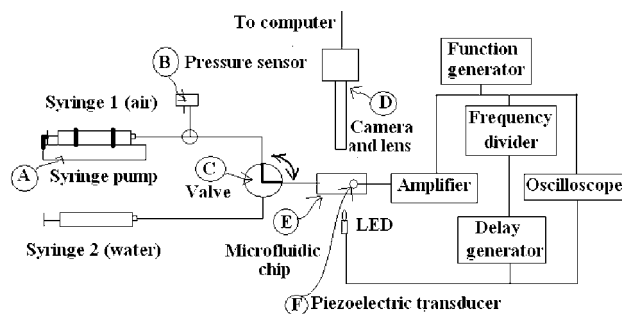 To computer
B Pressure sensor
Function
generator
Syringe 1 (air)
D
Camera
and lens
Frequency
divider
A
Syringe pump
C
Valve
E
Amplifier
Oscilloscope
Syringe 2 (water)
Microfluidic
chip
LED
Delay
generator
F Piezoelectric transducer